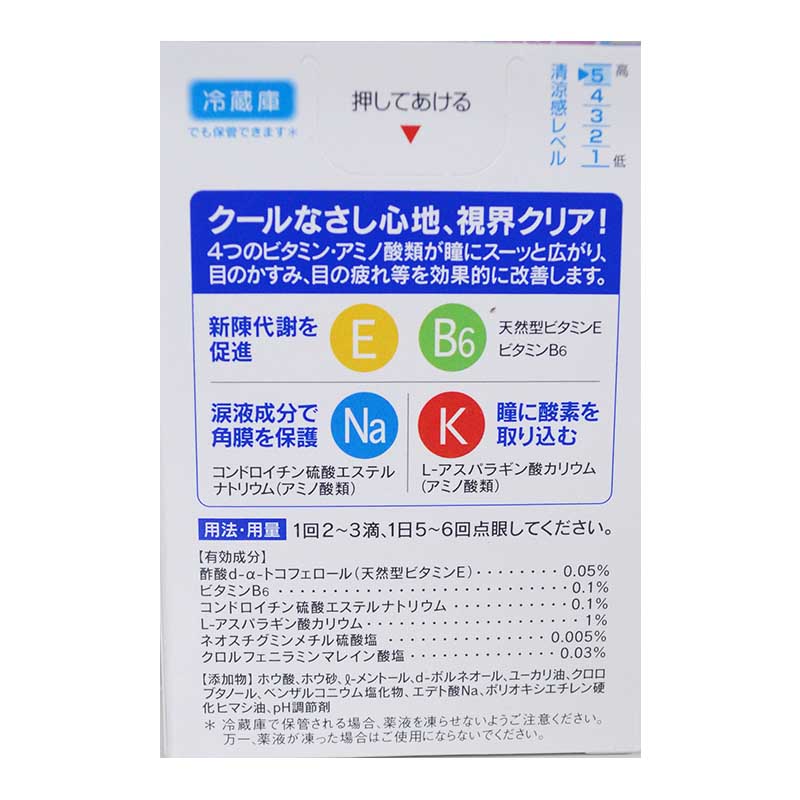 冷蔵庫
でも保管できます＊
押してあける
清涼感レベル
5 高
4
3
2
1 低
クールなさし心地、視界クリア！
4つのビタミン・アミノ酸類が瞳にスーッと広がり、
目のかすみ、目の疲れ等を効果的に改善します。
新陳代謝を
促進
E
B6
天然型ビタミンE
ビタミンB6
涙液成分で
角膜を保護
Na
コンドロイチン硫酸エステル
ナトリウム（アミノ酸類）
K
瞳に酸素を
取り込む
L-アスパラギン酸カリウム
（アミノ酸類）
用法・用量 1回2〜3滴、1日5〜6回点眼してください。
【有効成分】
酢酸d-α-トコフェロール（天然型ビタミンE）・・・・・・・・0.05%
ビタミンB6・・・・・・・・・・・・・・・・・・・・・・・・0.1%
コンドロイチン硫酸エステルナトリウム・・・・・・・・・・0.1%
L-アスパラギン酸カリウム・・・・・・・・・・・・・・・・・1%
ネオスチグミンメチル硫酸塩・・・・・・・・・・・・・・0.005%
クロルフェニラミンマレイン酸塩・・・・・・・・・・・・・0.03%
【添加物】ホウ酸、ホウ砂、ℓ-メントール、d-ボルネオール、ユーカリ油、クロロ
ブタノール、ベンザルコニウム塩化物、エデト酸Na、ポリオキシエチレン硬
化ヒマシ油、pH調節剤
＊冷蔵庫で保管される場合、薬液を凍らせないようご注意ください。
万一、薬液が凍った場合はご使用にならないでください。